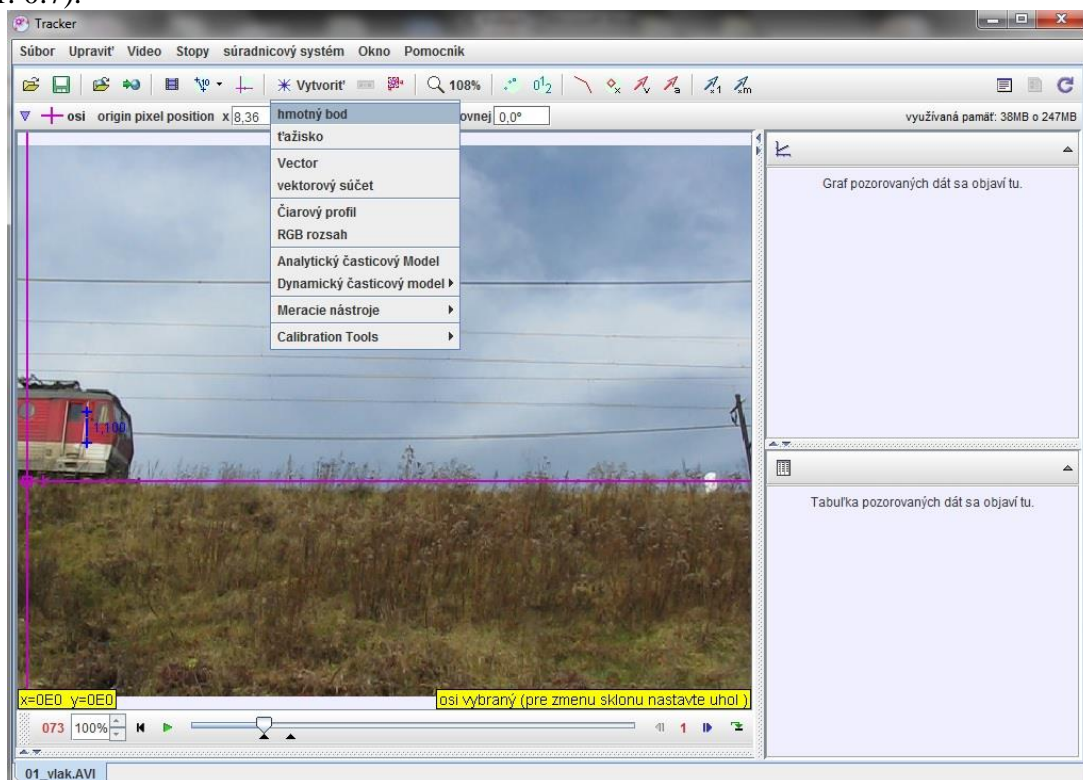 Tracker
Súbor Upraviť Video Stopy súradnicový systém Okno Pomocník
Vytvoriť 108%
osi origin pixel position x 8,36 ovnej 0,0° využívaná pamäť: 38MB o 247MB
hmotný bod
ťažisko
Vector
vektorový súčet
Čiarový profil
RGB rozsah
Analytický časticový Model
Dynamický časticový model
Meracie nástroje
Calibration Tools
Graf pozorovaných dát sa objaví tu.
1,100
Tabuľka pozorovaných dát sa objaví tu.
x=0E0 y=0E0 osi vybraný (pre zmenu sklonu nastavte uhol )
073 100% 1
01_vlak.AVI